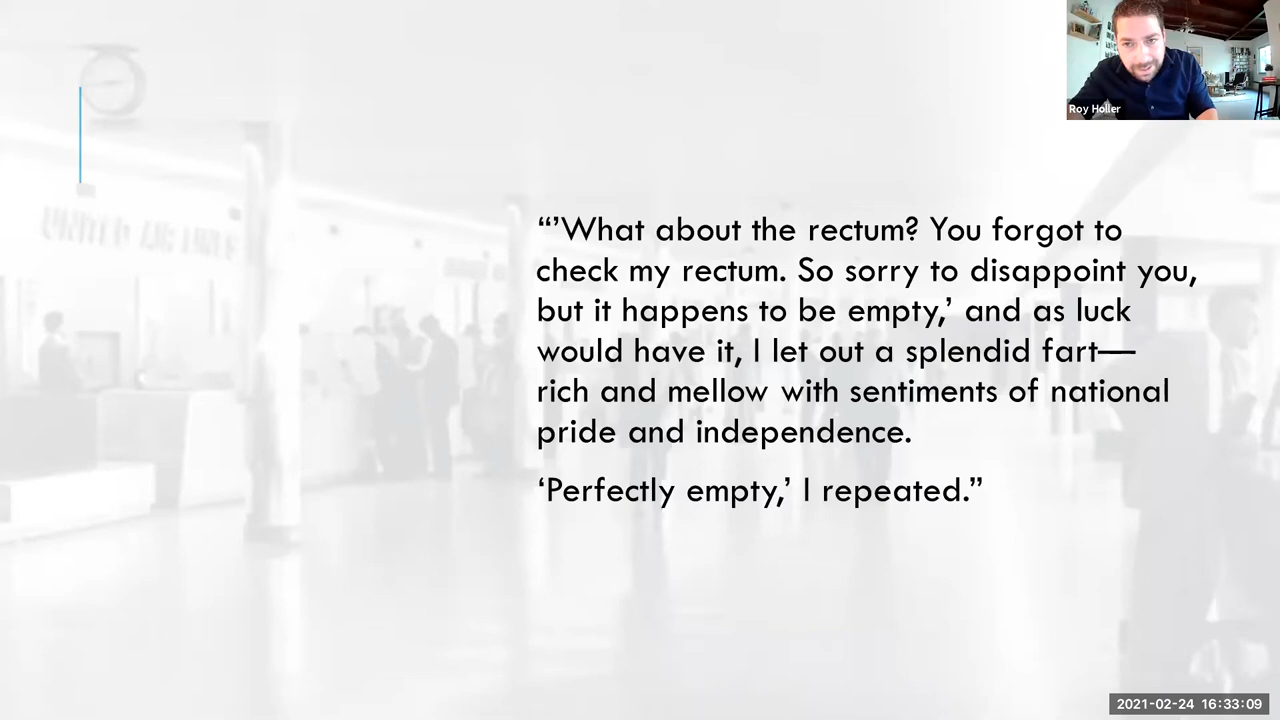 Roy Holler
“’What about the rectum? You forgot to
check my rectum. So sorry to disappoint you,
but it happens to be empty,’ and as luck
would have it, I let out a splendid fart—
rich and mellow with sentiments of national
pride and independence.
‘Perfectly empty,’ I repeated.”
2021-02-24 16:33:09